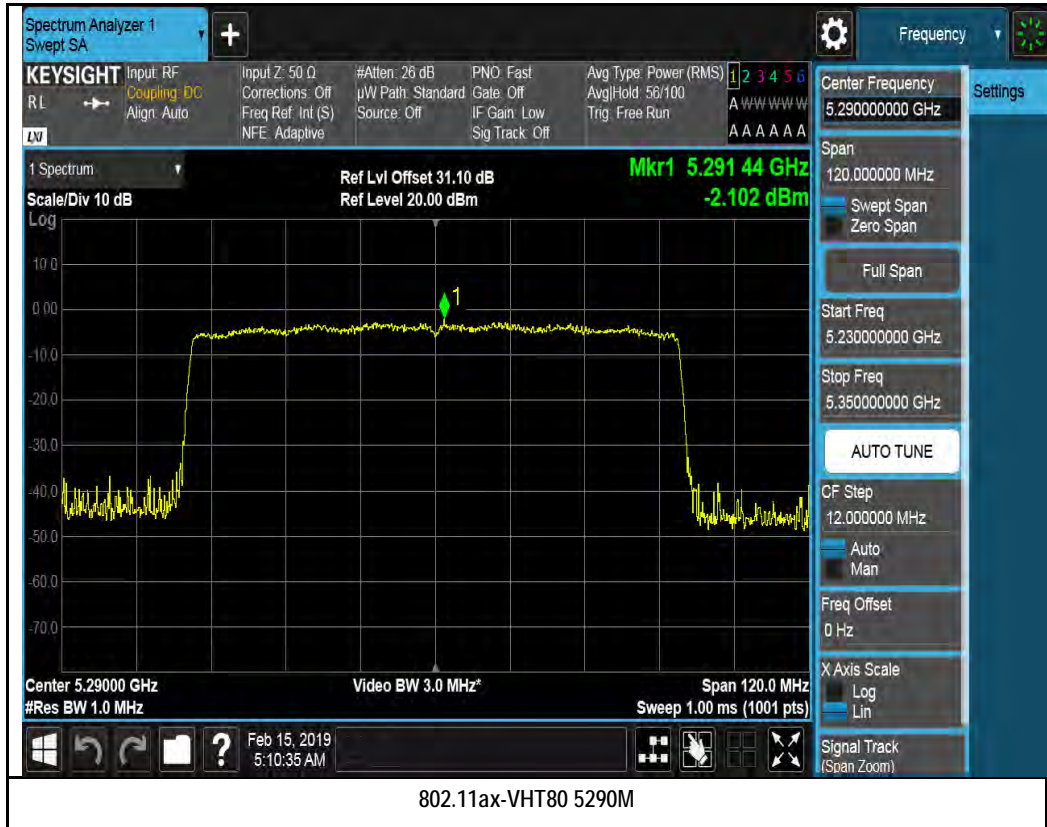 Spectrum Analyzer 1
Swept SA
+
Frequency
KEYSIGHT
RL
LXI
Input: RF
Coupling: DC
Align: Auto
Input Z: 50 Ω
Corrections: Off
Freq Ref: Int (S)
NFE: Adaptive
#Atten: 26 dB
µW Path: Standard
Source: Off
PNO: Fast
Gate: Off
IF Gain: Low
Sig Track: Off
Avg Type: Power (RMS)
Avg|Hold: 56/100
Trig: Free Run
1 2 3 4 5 6
A W W W W W
A A A A A A
1 Spectrum
Scale/Div 10 dB
Ref Lvl Offset 31.10 dB
Ref Level 20.00 dBm
Mkr1 5.291 44 GHz
-2.102 dBm
Log
10.0
0.00
-10.0
-20.0
-30.0
-40.0
-50.0
-60.0
-70.0
1
Center 5.29000 GHz
#Res BW 1.0 MHz
Video BW 3.0 MHz*
Span 120.0 MHz
Sweep 1.00 ms (1001 pts)
Center Frequency
5.290000000 GHz
Settings
Span
120.000000 MHz
Swept Span
Zero Span
Full Span
Start Freq
5.230000000 GHz
Stop Freq
5.350000000 GHz
AUTO TUNE
CF Step
12.000000 MHz
Auto
Man
Freq Offset
0 Hz
X Axis Scale
Log
Lin
Signal Track
(Span Zoom)
?
Feb 15, 2019
5:10:35 AM
802.11ax-VHT80 5290M